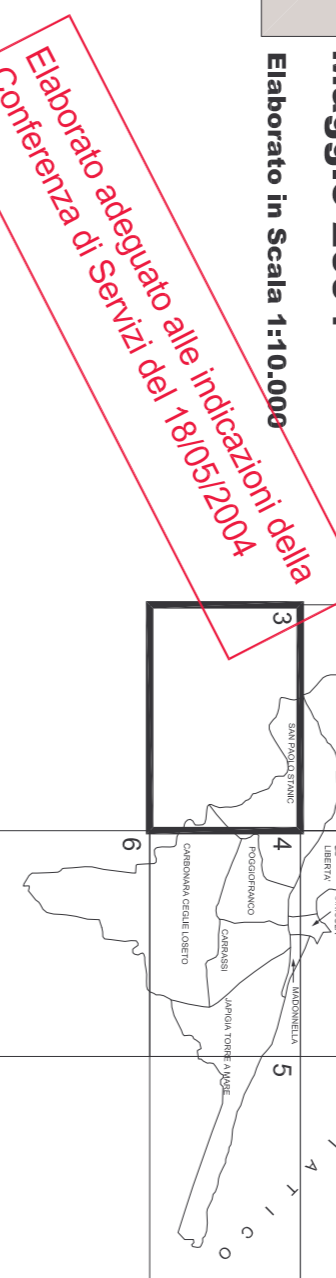 Elaborato in Scala 1:10.000
Elaborato adeguato alle indicazioni della
Conferenza di Servizi del 18/05/2004
3
SAN PAOLO STANIC
4
LIBERTA'
POGGIOFRANCO
MADONNELLA
5
CARRASSI
JAPIGIA TORRE A MARE
CARBONARA CEGLIE LOSETO
6
A T I C O